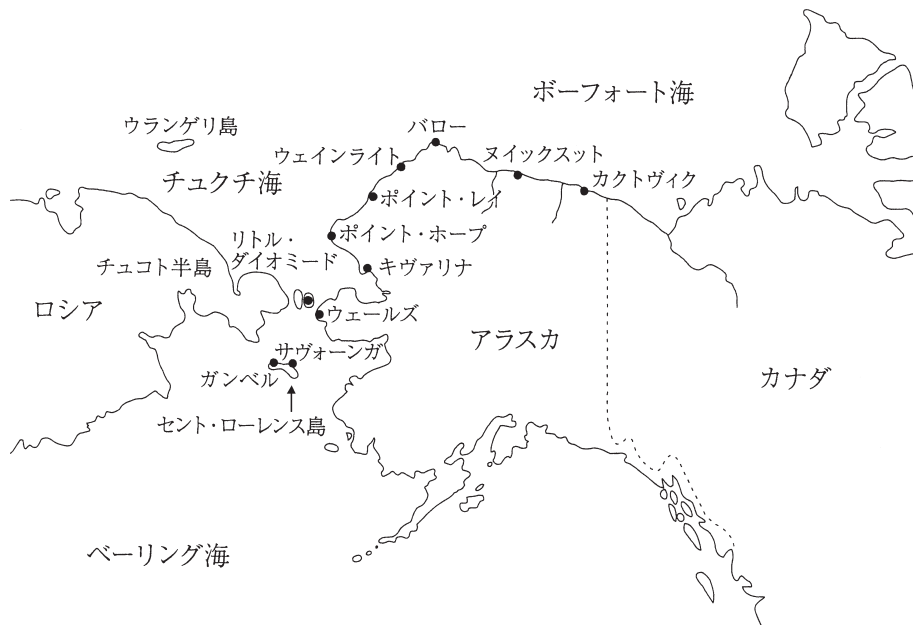 ボーフォート海
ウランゲリ島
バロー
ウェインライト
ヌイックスット
チュクチ海
カクトヴィク
ポイント・レイ
リトル・
ダイオミード
ポイント・ホープ
チュコト半島
キヴァリナ
ロシア
ウェールズ
アラスカ
サヴォーンガ
ガンベル
カナダ
セント・ローレンス島
ベーリング海